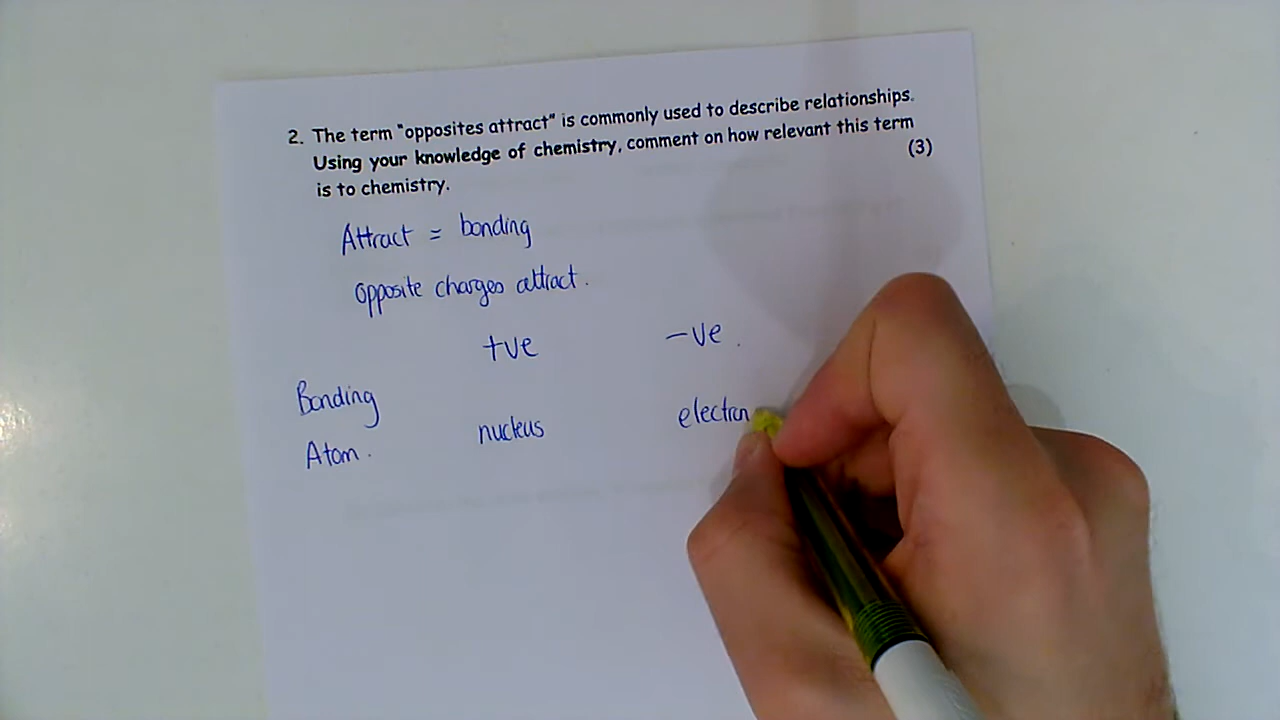 2. The term "opposites attract" is commonly used to describe relationships.
Using your knowledge of chemistry, comment on how relevant this term
is to chemistry. (3)
Attract = bonding
opposite charges attract.
+ve -ve.
Bonding
Atom. nucleus electron